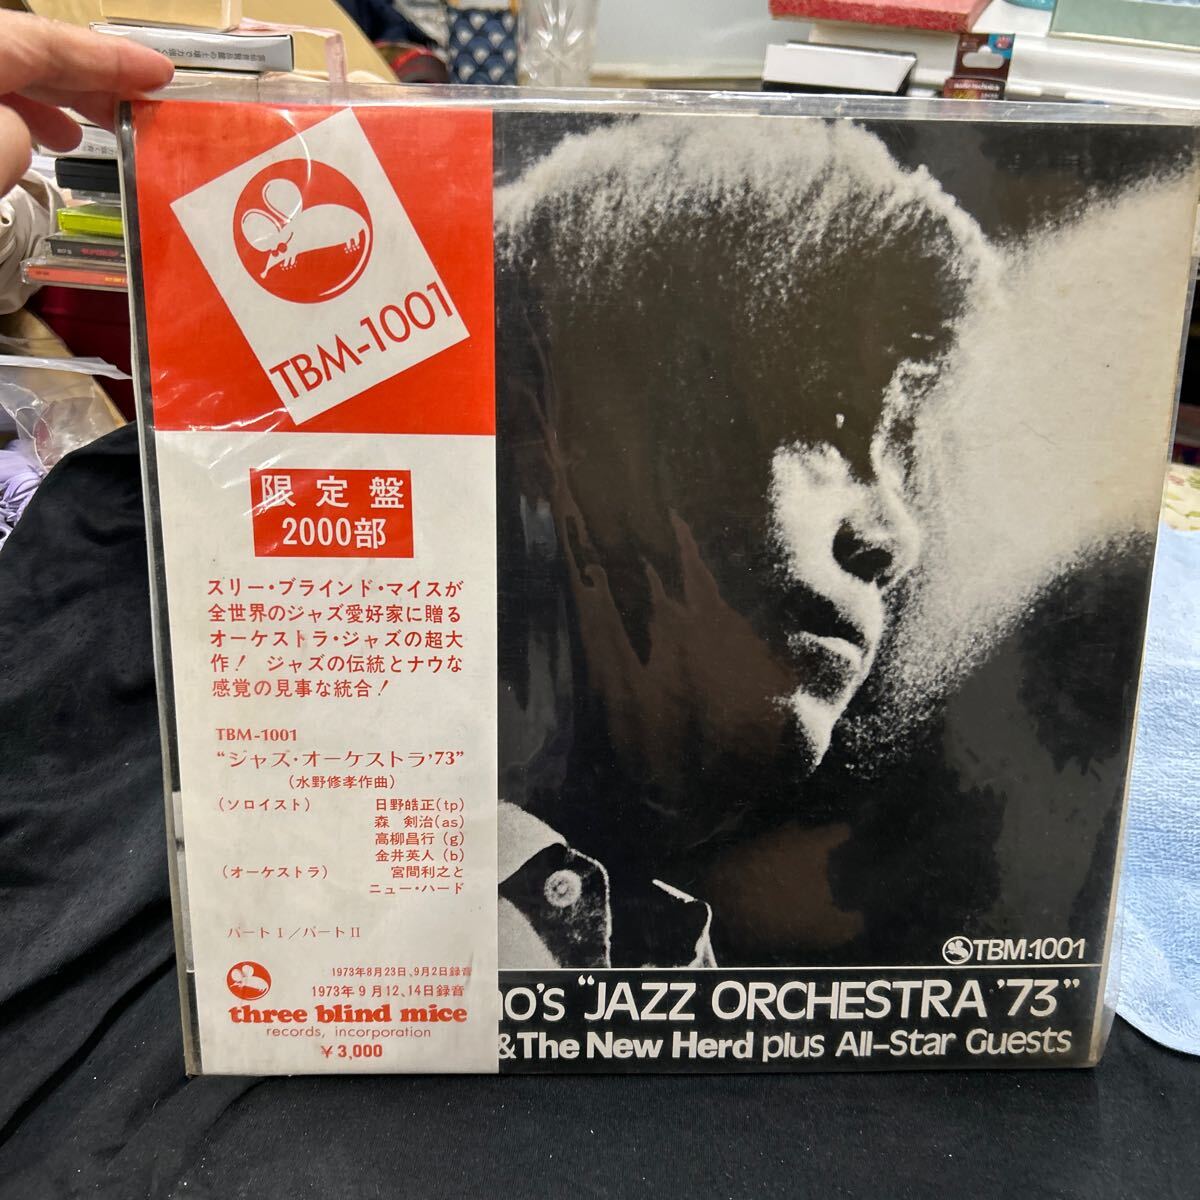 TBM-1001
限定盤
2000部
スリー・ブラインド・マイスが
全世界のジャズ愛好家に贈る
オーケストラ・ジャズの超大
作! ジャズの伝統とナウな
感覚の見事な統合!
TBM-1001
“ジャズ・オーケストラ'73”
(水野修孝作曲)
(ソロイスト) 日野皓正(tp)
森 剣治(as)
高柳昌行(g)
金井英人(b)
(オーケストラ) 宮間利之と
ニュー・ハード
パートI/パートII
1973年8月23日、9月2日録音
1973年9月12、14日録音
three blind mice
records, incorporation
¥3,000
TBM-1001
no's “JAZZ ORCHESTRA '73”
&The New Herd plus All-Star Guests
audio-technica